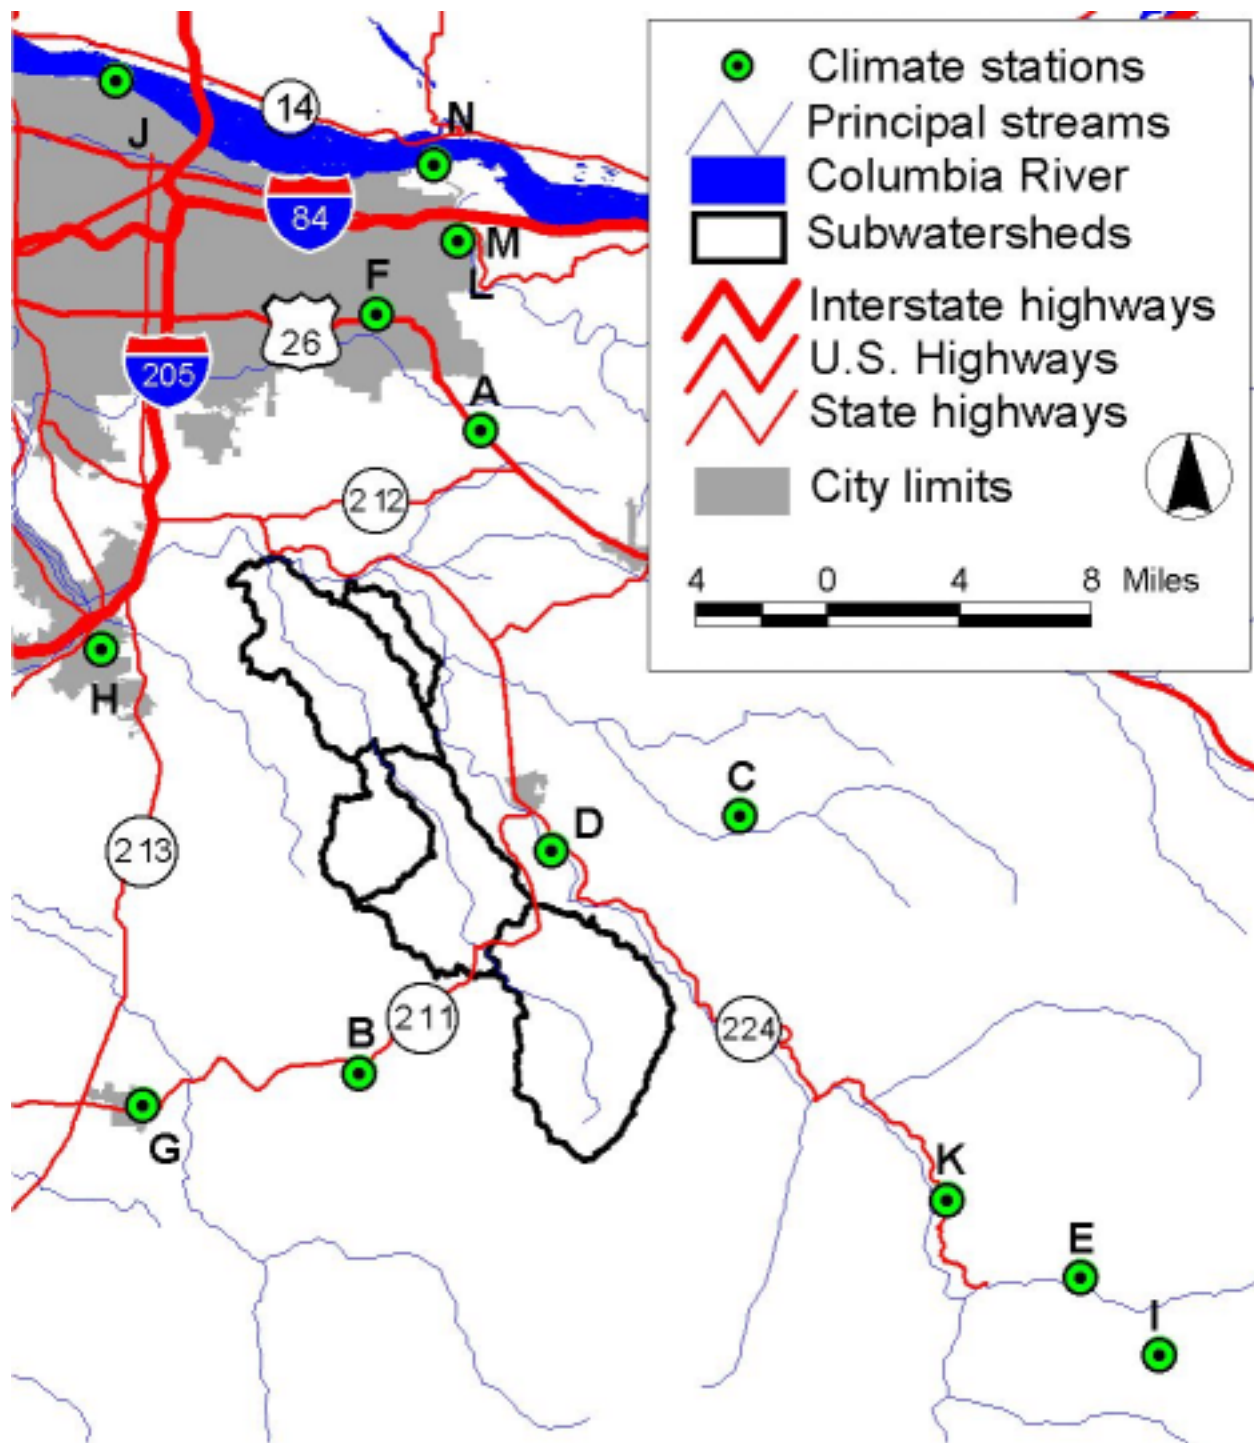 Climate stations
Principal streams
Columbia River
Subwatersheds
Interstate highways
U.S. Highways
State highways
City limits
4 0 4 8 Miles
14
N
J
84
M
L
F
26
205
A
212
H
C
D
213
211
B
224
G
K
E
I